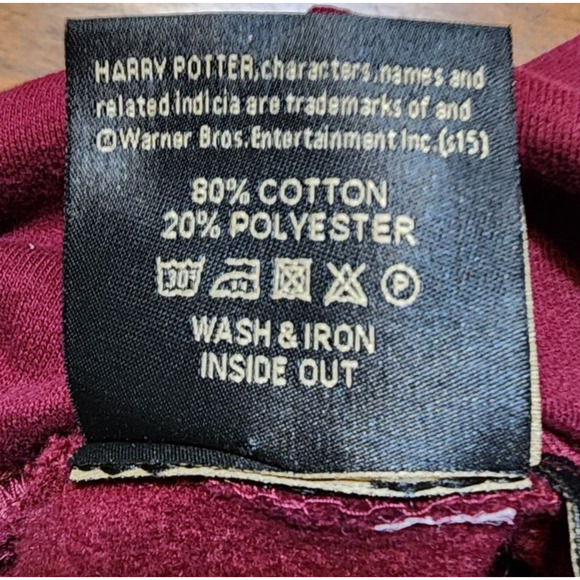 HARRY POTTER, characters, names and
related indicia are trademarks of and
©Warner Bros. Entertainment Inc. (s15)
80% COTTON
20% POLYESTER
30° P
WASH & IRON
INSIDE OUT